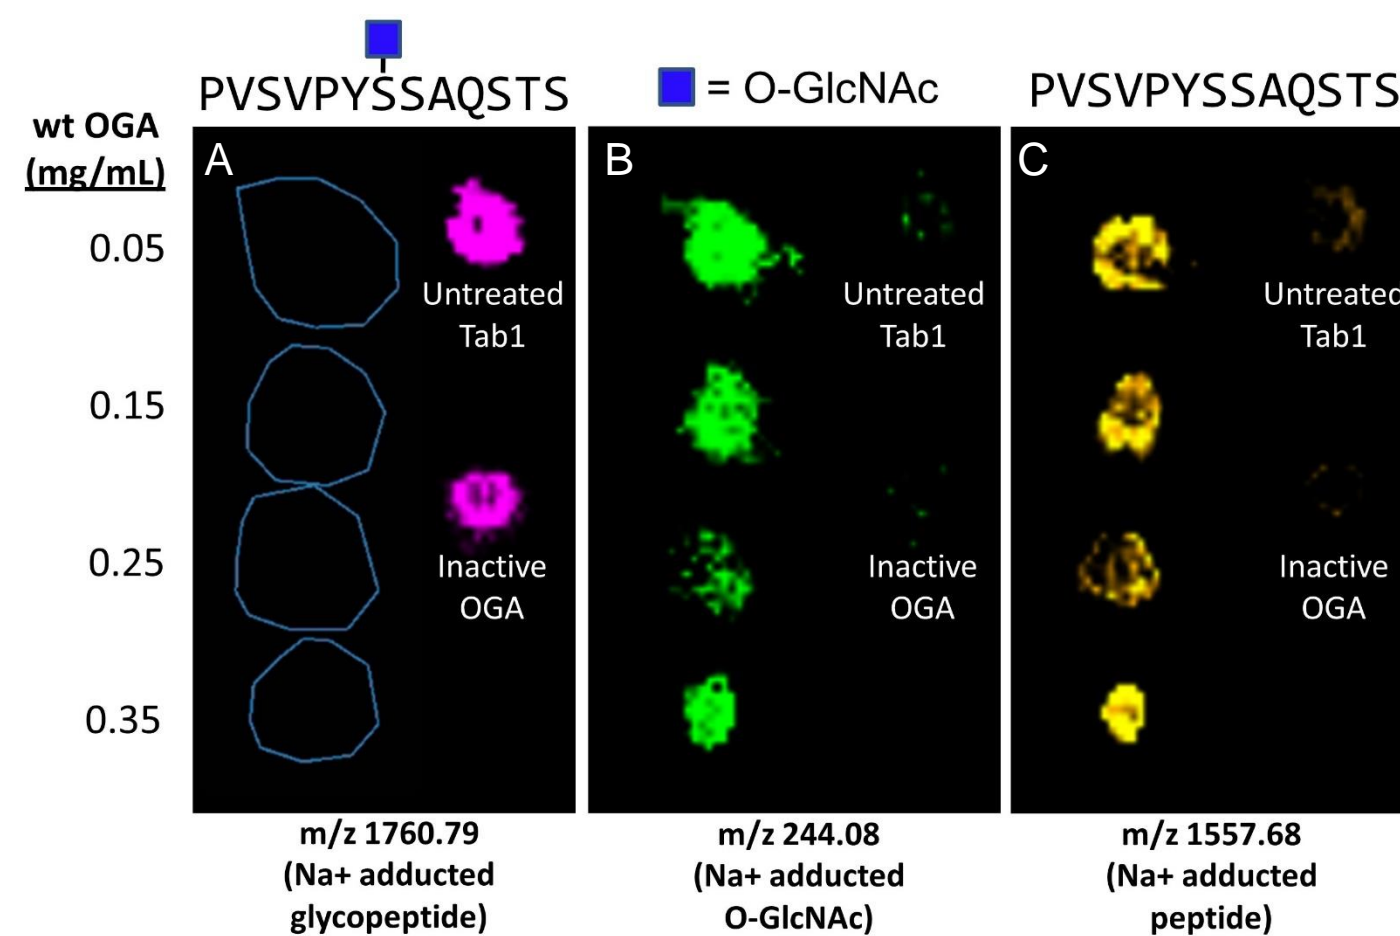 PVSVPYSSAQSTS
= O-GlcNAc
PVSVPYSSAQSTS
wt OGA
(mg/mL)
A
B
C
0.05
0.15
0.25
0.35
Untreated
Tab1
Inactive
OGA
Untreated
Tab1
Inactive
OGA
Untreated
Tab1
Inactive
OGA
m/z 1760.79
(Na+ adducted
glycopeptide)
m/z 244.08
(Na+ adducted
O-GlcNAc)
m/z 1557.68
(Na+ adducted
peptide)